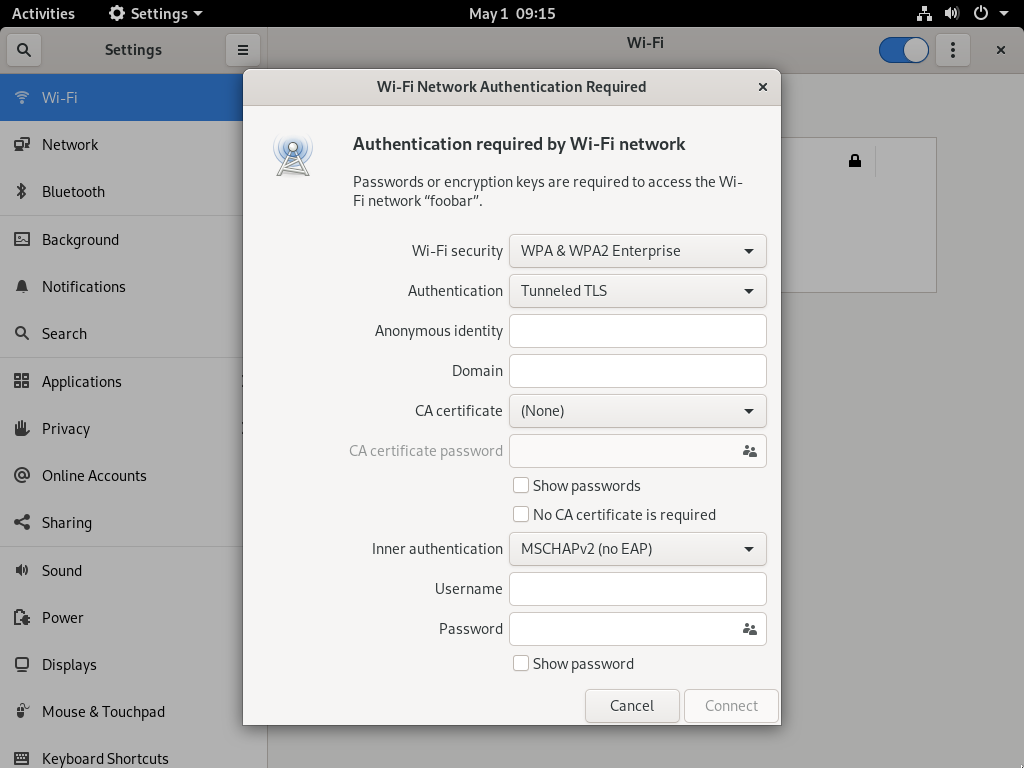 Activities
Settings
May 1 09:15
Settings
Wi-Fi
Wi-Fi
Network
Bluetooth
Background
Notifications
Search
Applications
Privacy
Online Accounts
Sharing
Sound
Power
Displays
Mouse & Touchpad
Keyboard Shortcuts
Wi-Fi Network Authentication Required
Authentication required by Wi-Fi network
Passwords or encryption keys are required to access the Wi-
Fi network “foobar”.
Wi-Fi security WPA & WPA2 Enterprise
Authentication Tunneled TLS
Anonymous identity
Domain
CA certificate (None)
CA certificate password
Show passwords
No CA certificate is required
Inner authentication MSCHAPv2 (no EAP)
Username
Password
Show password
Cancel Connect